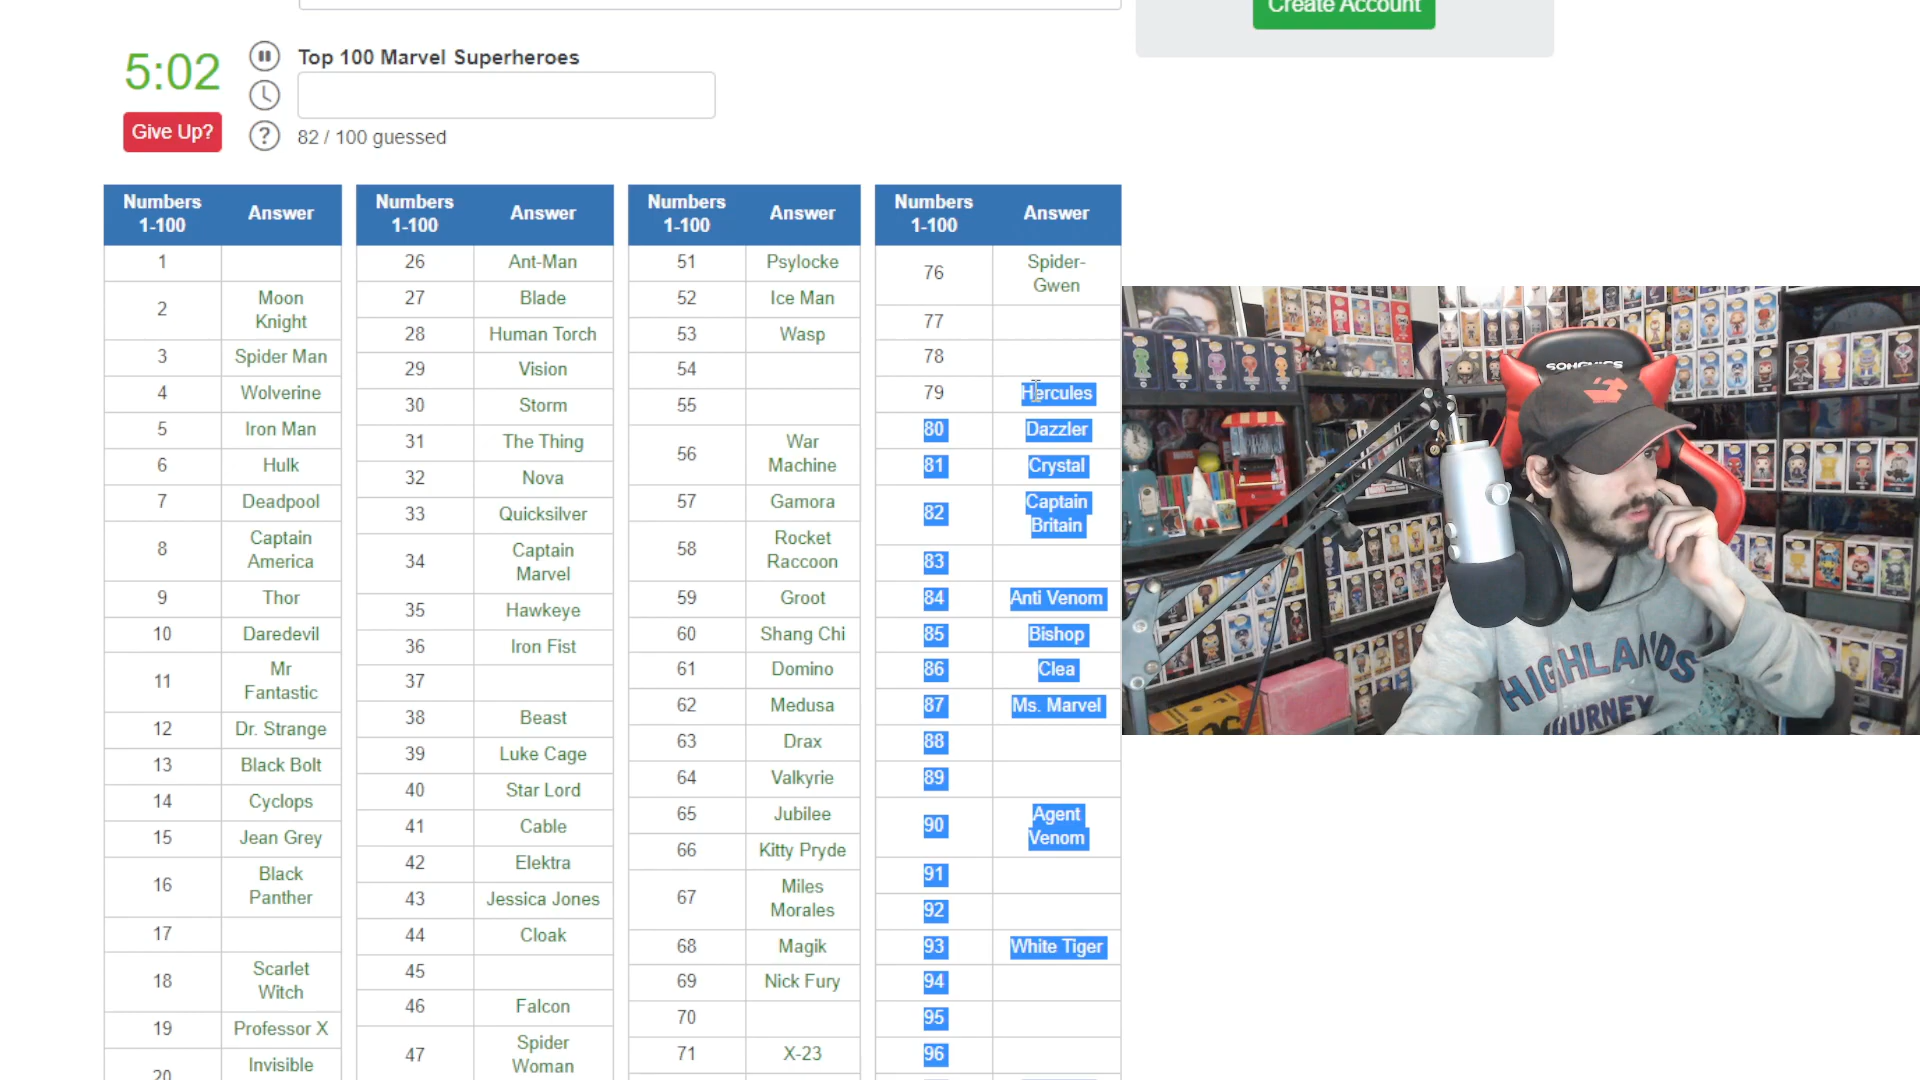 Create Account
5:02
Top 100 Marvel Superheroes
Give Up?
82 / 100 guessed
Numbers 1-100 Answer
1
2 Moon Knight
3 Spider Man
4 Wolverine
5 Iron Man
6 Hulk
7 Deadpool
8 Captain America
9 Thor
10 Daredevil
11 Mr Fantastic
12 Dr. Strange
13 Black Bolt
14 Cyclops
15 Jean Grey
16 Black Panther
17
18 Scarlet Witch
19 Professor X
20 Invisible
Numbers 1-100 Answer
26 Ant-Man
27 Blade
28 Human Torch
29 Vision
30 Storm
31 The Thing
32 Nova
33 Quicksilver
34 Captain Marvel
35 Hawkeye
36 Iron Fist
37
38 Beast
39 Luke Cage
40 Star Lord
41 Cable
42 Elektra
43 Jessica Jones
44 Cloak
45
46 Falcon
47 Spider Woman
Numbers 1-100 Answer
51 Psylocke
52 Ice Man
53 Wasp
54
55
56 War Machine
57 Gamora
58 Rocket Raccoon
59 Groot
60 Shang Chi
61 Domino
62 Medusa
63 Drax
64 Valkyrie
65 Jubilee
66 Kitty Pryde
67 Miles Morales
68 Magik
69 Nick Fury
70
71 X-23
Numbers 1-100 Answer
76 Spider-Gwen
77
78
79 Hercules
80 Dazzler
81 Crystal
82 Captain Britain
83
84 Anti Venom
85 Bishop
86 Clea
87 Ms. Marvel
88
89
90 Agent Venom
91
92
93 White Tiger
94
95
96
SONGMICS
HIGHLANDS
JOURNEY